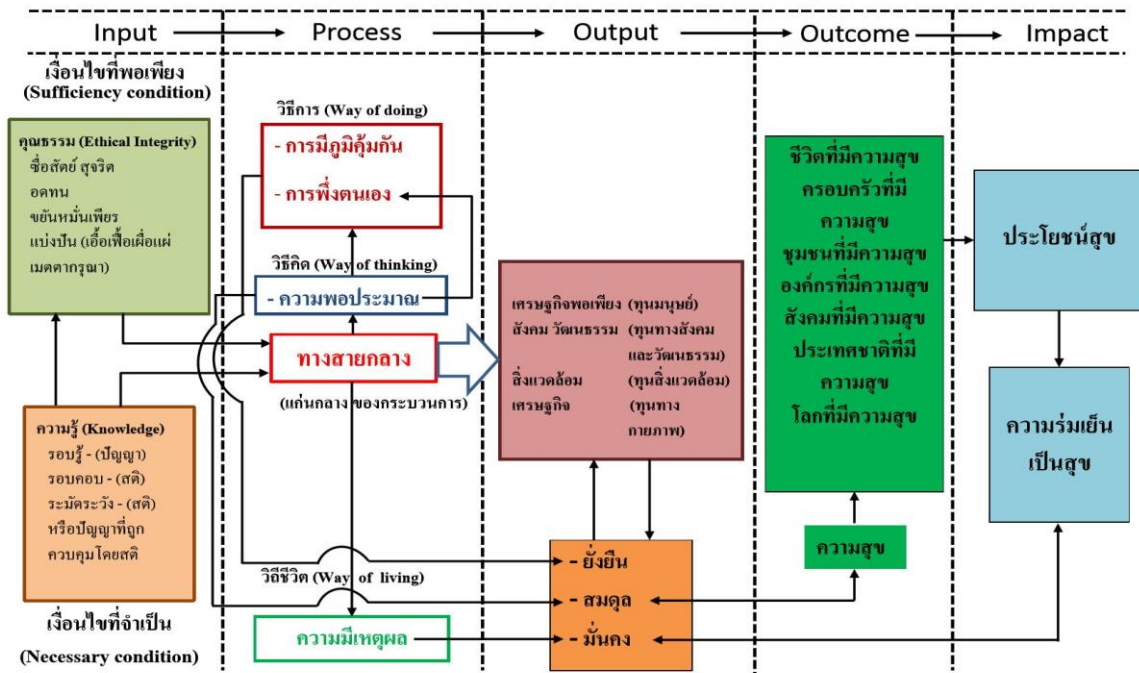 Input
Process
Output
Outcome
Impact
เงื่อนไขที่พอเพียง
(Sufficiency condition)
คุณธรรม (Ethical Integrity)
ซื่อสัตย์ สุจริต
อดทน
ขยันหมั่นเพียร
แบ่งปัน (เอื้อเฟื้อเผื่อแผ่
เมตตากรุณา)
ความรู้ (Knowledge)
รอบรู้ - (ปัญญา)
รอบคอบ - (สติ)
ระมัดระวัง - (สติ)
หรือปัญญาที่ถูก
ควบคุมโดยสติ
เงื่อนไขที่จำเป็น
(Necessary condition)
วิธีการ (Way of doing)
- การมีภูมิคุ้มกัน
- การพึ่งตนเอง
วิธีคิด (Way of thinking)
- ความพอประมาณ
ทางสายกลาง
(แก่นกลาง ของกระบวนการ)
วิถีชีวิต (Way of living)
ความมีเหตุผล
เศรษฐกิจพอเพียง (ทุนมนุษย์)
สังคม วัฒนธรรม (ทุนทางสังคม
และวัฒนธรรม)
สิ่งแวดล้อม (ทุนสิ่งแวดล้อม)
เศรษฐกิจ (ทุนทาง
กายภาพ)
- ยั่งยืน
- สมดุล
- มั่นคง
ชีวิตที่มีความสุข
ครอบครัวที่มี
ความสุข
ชุมชนที่มีความสุข
องค์กรที่มีความสุข
สังคมที่มีความสุข
ประเทศชาติที่มี
ความสุข
โลกที่มีความสุข
ความสุข
ประโยชน์สุข
ความร่มเย็น
เป็นสุข